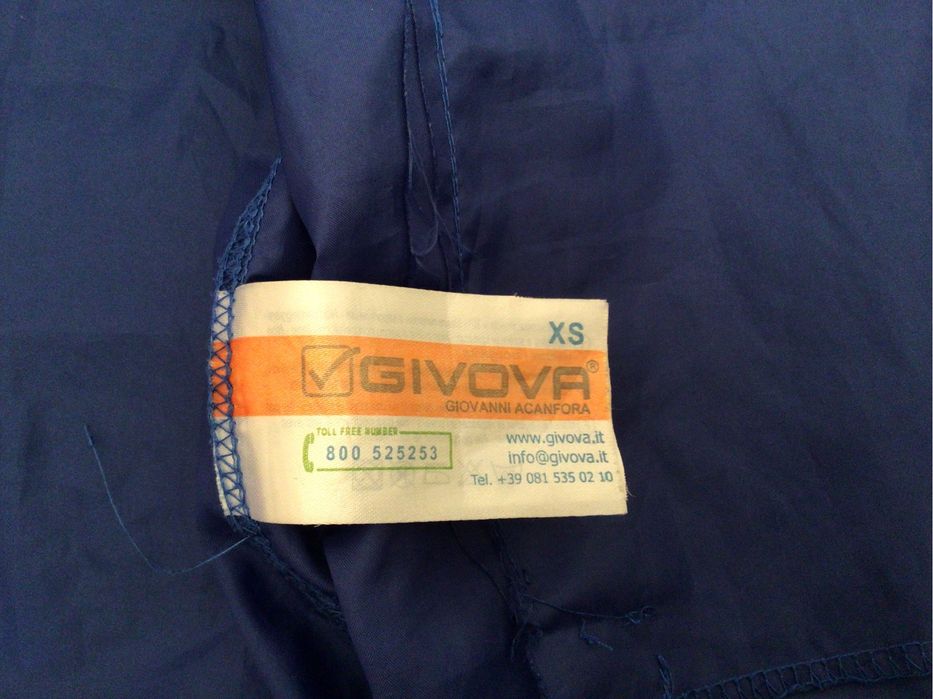 XS
GIVOVA®
GIOVANNI ACANFORA
TOLL FREE NUMBER
800 525253
www.givova.it
info@givova.it
Tel. +39 081 535 02 10